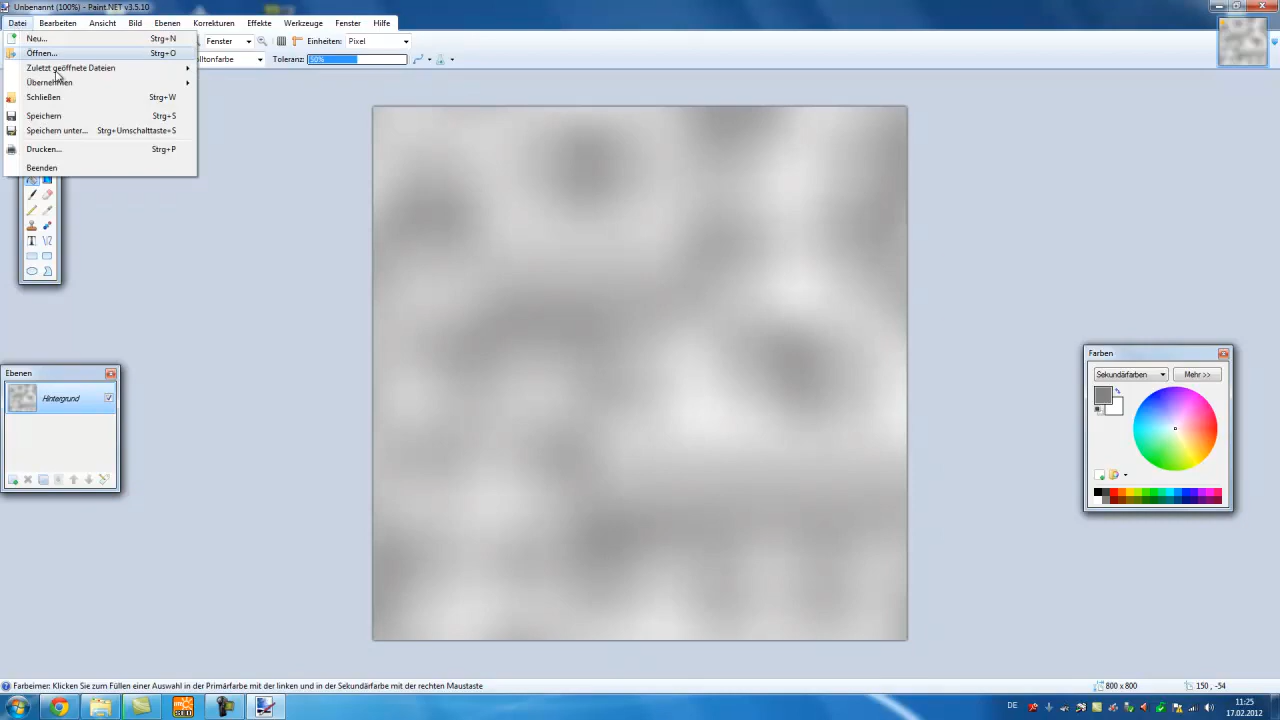 Unbenannt (100%) - Paint.NET v3.5.10
Datei Bearbeiten Ansicht Bild Ebenen Korrekturen Effekte Werkzeuge Fenster Hilfe
Fenster Einheiten: Pixel
Toleranz: 50%
Neu... Strg+N
Öffnen... Strg+O
Zuletzt geöffnete Dateien
Übernehmen
Schließen Strg+W
Speichern Strg+S
Speichern unter... Strg+Umschalttaste+S
Drucken... Strg+P
Beenden
Ebenen
Hintergrund
Farben
Sekundärfarben Mehr >>
Farbeimer: Klicken Sie zum Füllen einer Auswahl in der Primärfarbe mit der linken und in der Sekundärfarbe mit der rechten Maustaste
800 x 800 150, -54
DE 11:25
17.02.2012